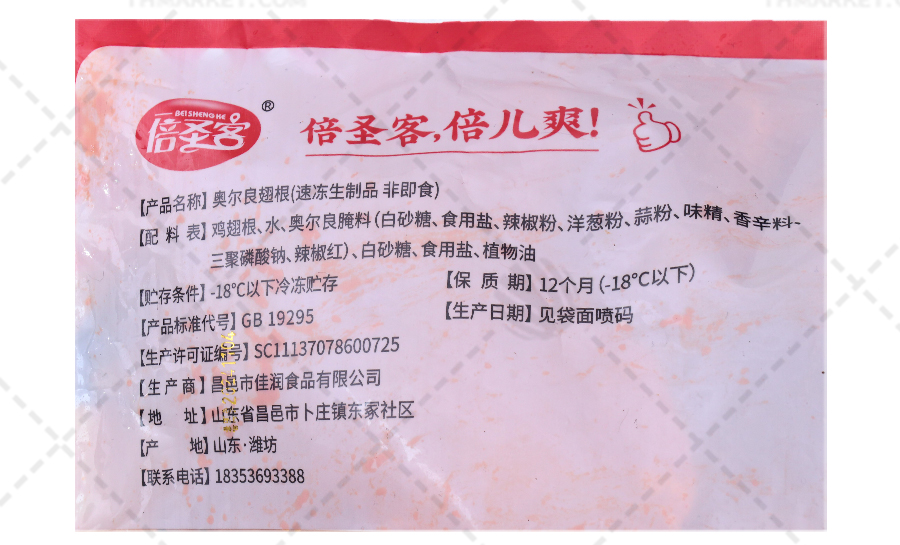 THMARKET.COM
BEISHENG HE
倍圣客®
倍圣客,倍儿爽!
【产品名称】奥尔良翅根(速冻生制品 非即食)
【配 料 表】鸡翅根、水、奥尔良腌料(白砂糖、食用盐、辣椒粉、洋葱粉、蒜粉、味精、香辛料、
三聚磷酸钠、辣椒红)、白砂糖、食用盐、植物油
【贮存条件】-18℃以下冷冻贮存
【保 质 期】12个月(-18℃以下)
【产品标准代号】GB 19295
【生产日期】见袋面喷码
【生产许可证编号】SC11137078600725
【生 产 商】昌邑市佳润食品有限公司
【地 址】山东省昌邑市卜庄镇东冢社区
【产 地】山东·潍坊
【联系电话】18353693388